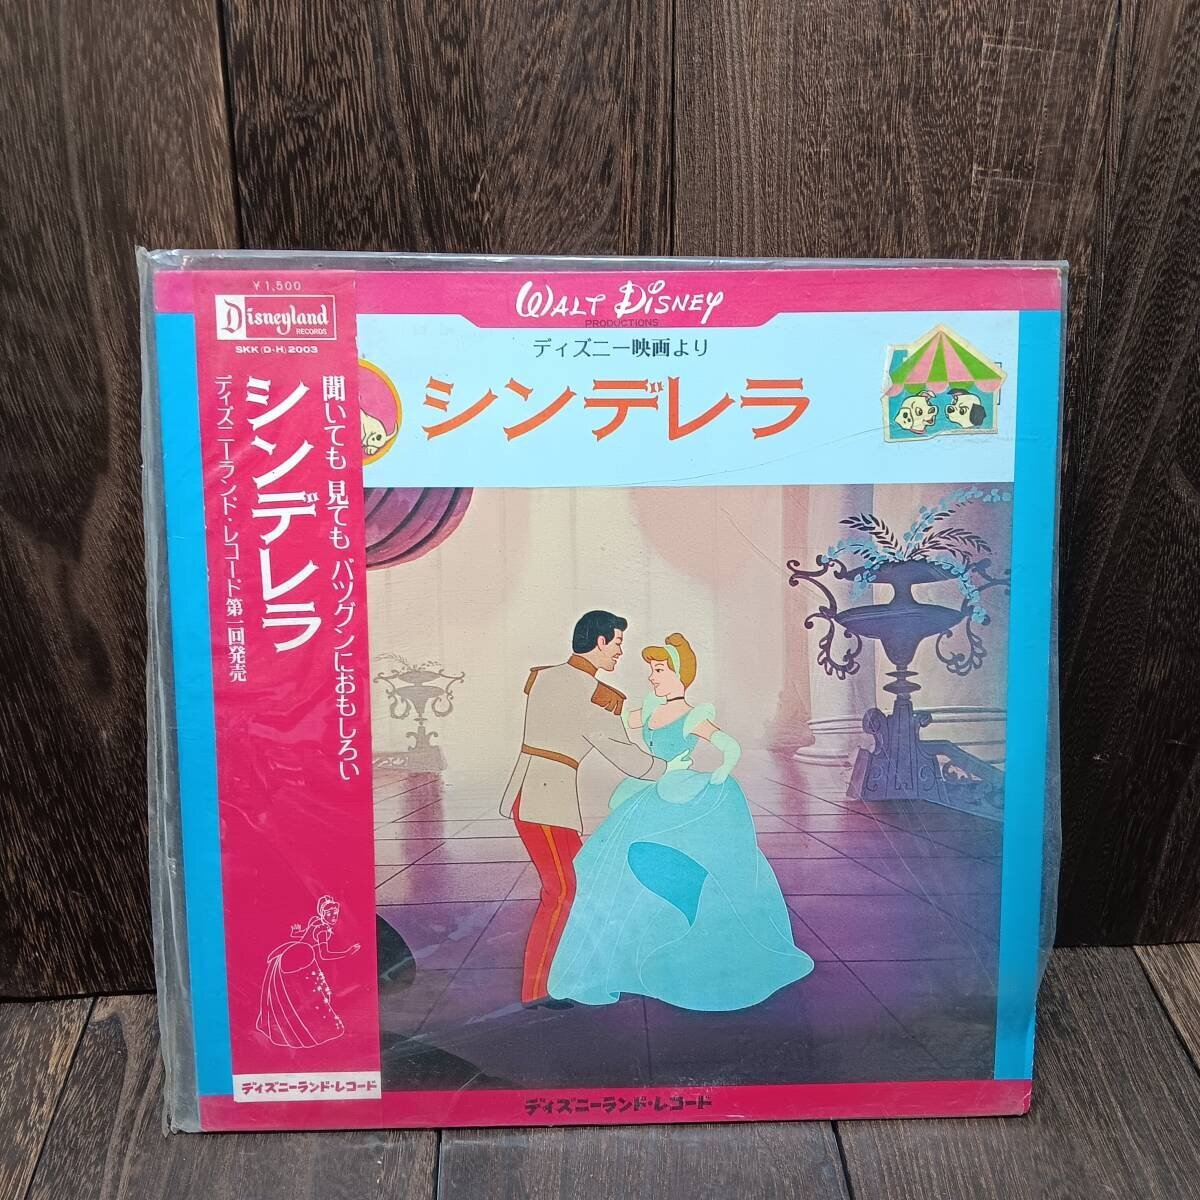 ¥1,500
Disneyland
RECORDS
SKK(D-H)2003
聞いても 見ても バツグンにおもしろい
シンデレラ
ディズニーランド・レコード第一回発売
ディズニーランド・レコード
WALT DISNEY
PRODUCTIONS
ディズニー映画より
シンデレラ
ディズニーランド・レコード